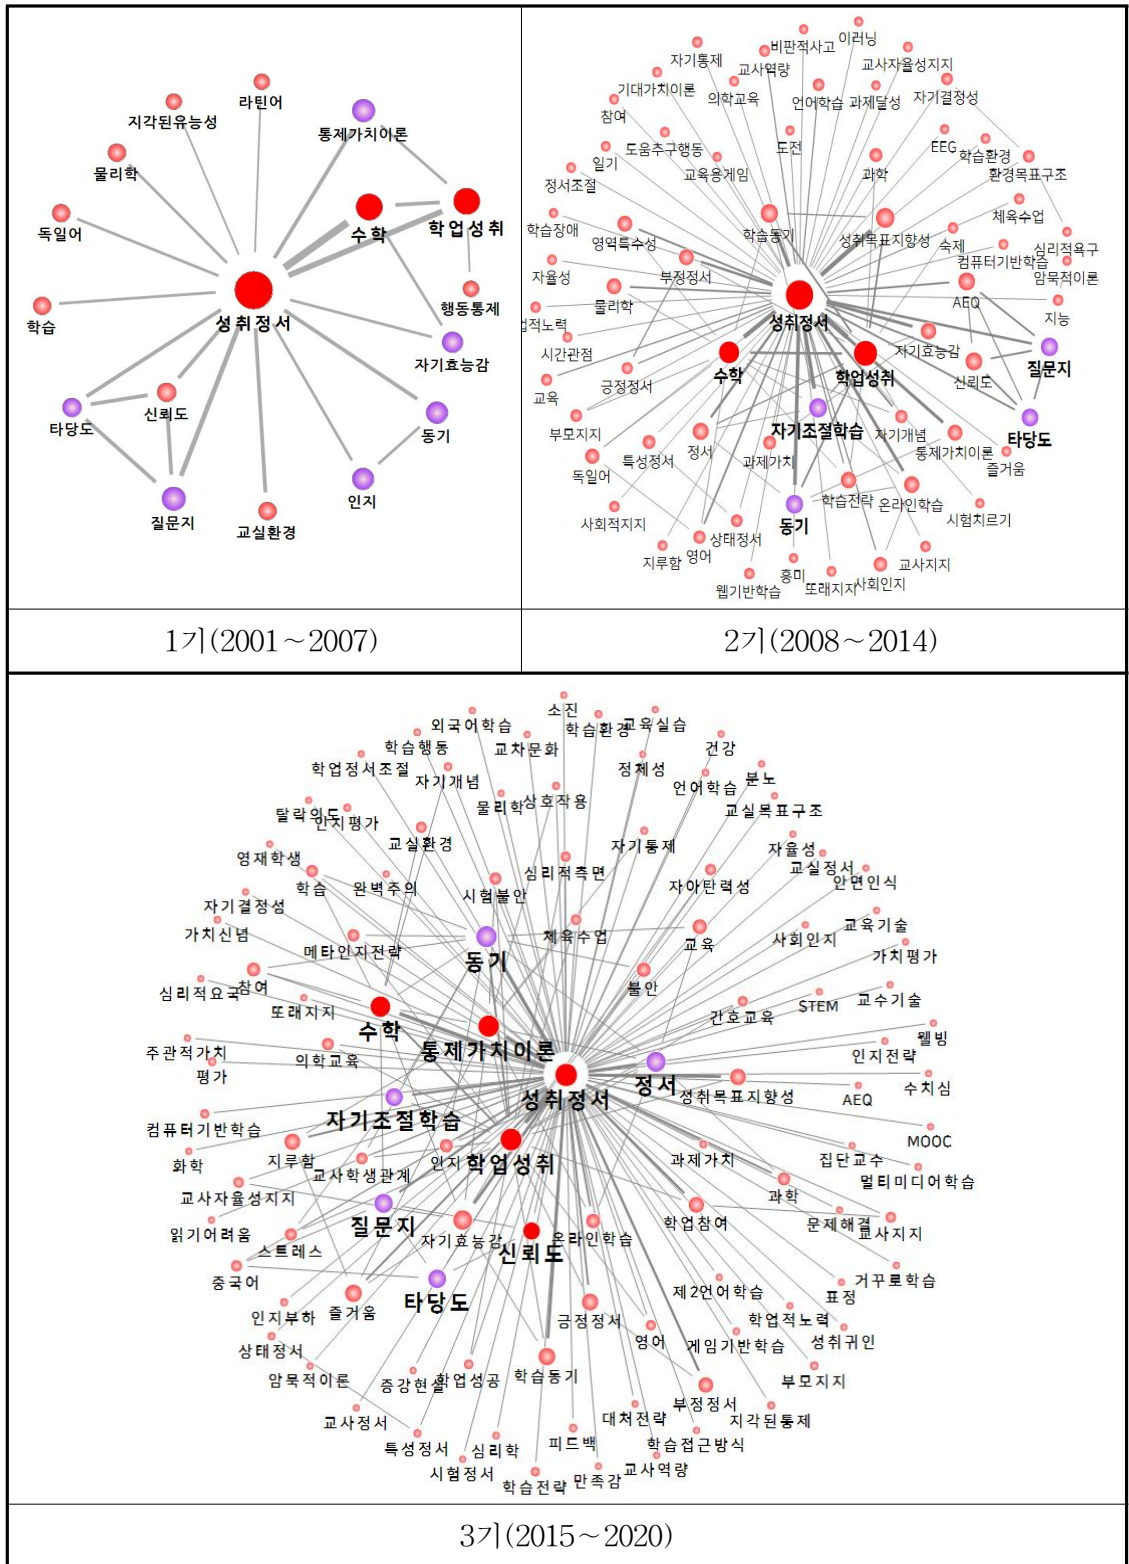 라틴어
지각된유능성
통제가치이론
물리학
수학
학업성취
독일어
행동통제
성취정서
학습
자기효능감
신뢰도
타당도
동기
인지
질문지
교실환경
1기(2001～2007)
이러닝
비판적사고
자기통제
교사역량
교사자율성지지
기대가치이론
의학교육
언어학습
과제달성
자기결정성
참여
도움추구행동
도전
EEG
학습환경
일기
교육용게임
과학
환경목표구조
정서조절
체육수업
학습장애
영역특수성
학습동기
성취목표지향성
숙제
심리적욕구
컴퓨터기반학습
자율성
부정정서
암묵적이론
물리학
AEQ
지능
성취정서
업적노력
시간관점
자기효능감
수학
학업성취
신뢰도
질문지
교육
긍정정서
부모지지
자기조절학습
자기개념
타당도
정서
통제가치이론
특성정서
과제가치
즐거움
독일어
학습전략
온라인학습
사회적지지
동기
시험치르기
상태정서
지루함
영어
교사지지
웹기반학습
흥미
또래지지
사회인지
2기(2008～2014)
소진
외국어학습
학습환경
교육실습
학습행동
교차문화
건강
학업정서조절
자기개념
정체성
언어학습
분노
물리학
상호작용
교실목표구조
탈락의도
인지평가
교실환경
자기통제
자율성
영재학생
심리적측면
교실정서
학습
완벽주의
시험불안
자아탄력성
안면인식
자기결정성
가치신념
메타인지전략
동기
체육수업
교육
사회인지
교육기술
가치평가
심리적요국
참여
또래지지
불안
간호교육
STEM
교수기술
수학
통제가치이론
주관적가치
의학교육
웰빙
평가
인지전략
성취정서
정서
성취목표지향성
AEQ
수치심
자기조절학습
컴퓨터기반학습
MOOC
화학
지루함
교사학생관계
인지
학업성취
과제가치
집단교수
멀티미디어학습
교사자율성지지
과학
읽기어려움
질문지
자기효능감
온라인학습
학업참여
문제해결
교사지지
스트레스
신뢰도
중국어
타당도
제2언어학습
표정
거꾸로학습
인지부하
즐거움
긍정정서
학업적노력
상태정서
영어
게임기반학습
성취귀인
암묵적이론
증강현실
학업성공
학습동기
부정정서
부모지지
교사정서
대처전략
지각된통제
특성정서
심리학
피드백
학습접근방식
시험정서
학습전략
만족감
교사역량
3기(2015～2020)